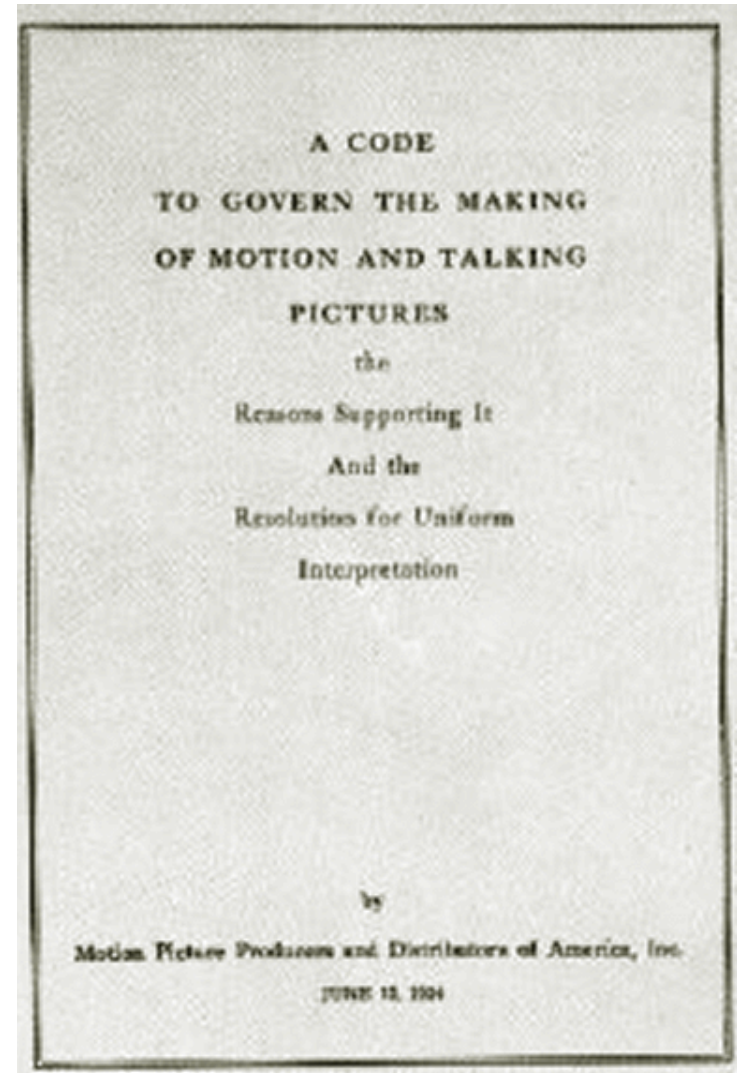 A CODE
TO GOVERN THE MAKING
OF MOTION AND TALKING
PICTURES
the
Reasons Supporting It
And the
Resolution for Uniform
Interpretation
by
Motion Picture Producers and Distributors of America, Inc.
JUNE 13, 1934